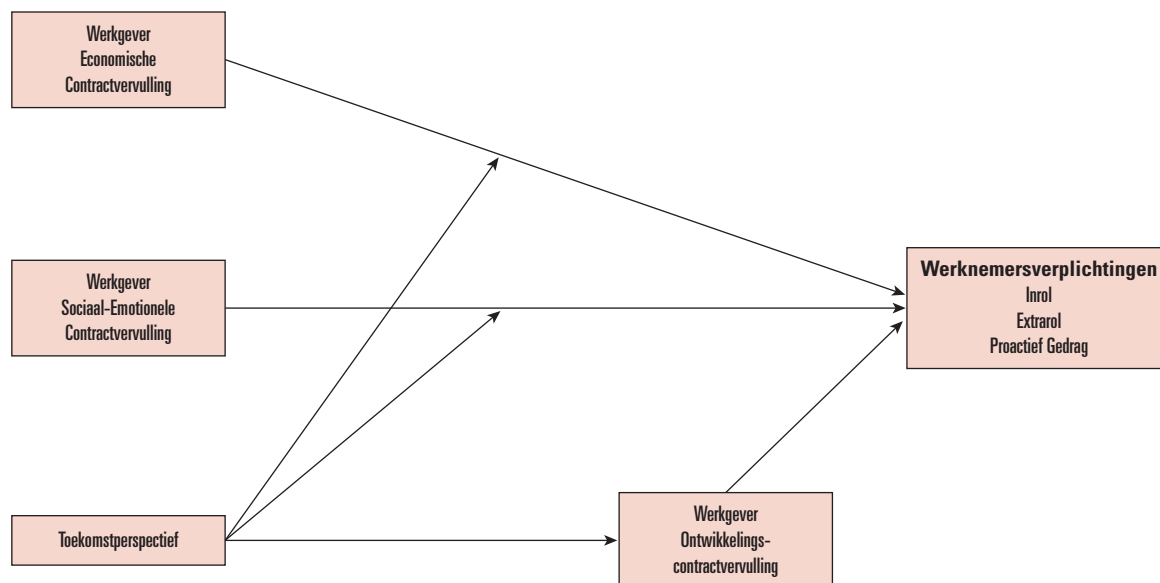 Werkgever
Economische
Contractvervulling
Werkgever
Sociaal-Emotionele
Contractvervulling
Werknemersverplichtingen
Inrol
Extrarol
Proactief Gedrag
Toekomstperspectief
Werkgever
Ontwikkelings-
contractvervulling